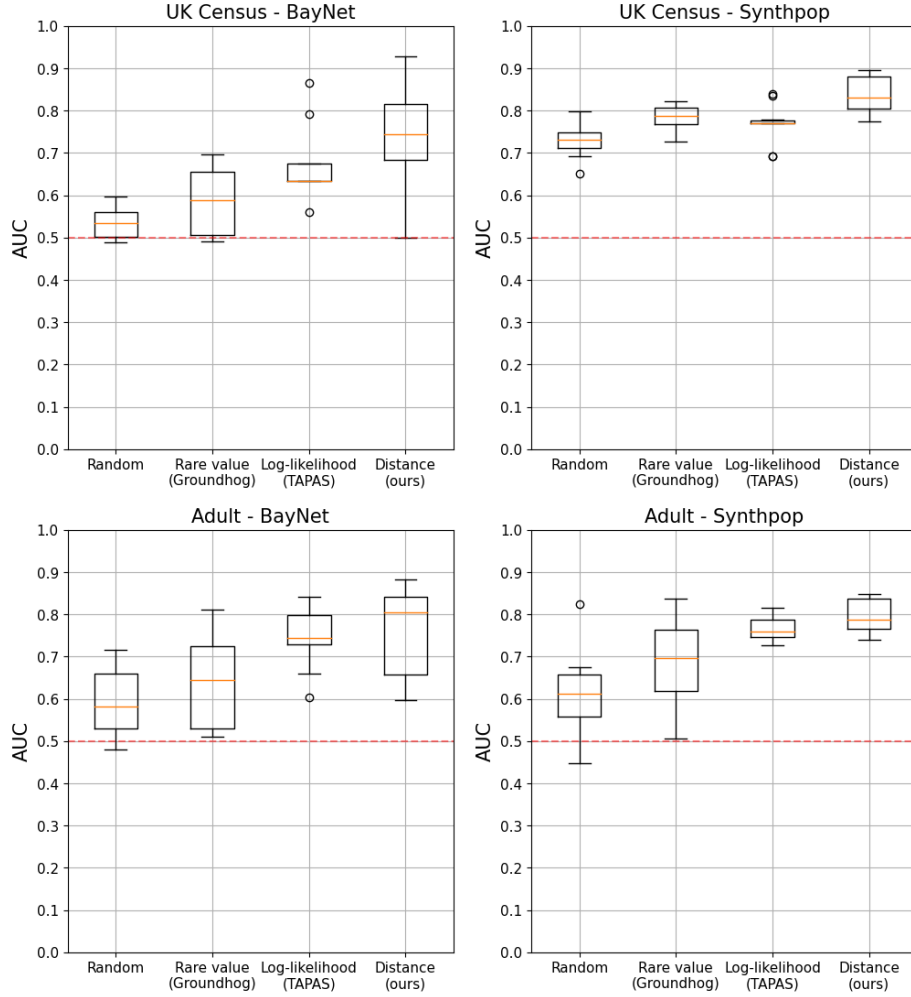 UK Census - BayNet
AUC
1.0
0.9
0.8
0.7
0.6
0.5
0.4
0.3
0.2
0.1
0.0
Random
Rare value
(Groundhog)
Log-likelihood
(TAPAS)
Distance
(ours)
UK Census - Synthpop
AUC
1.0
0.9
0.8
0.7
0.6
0.5
0.4
0.3
0.2
0.1
0.0
Random
Rare value
(Groundhog)
Log-likelihood
(TAPAS)
Distance
(ours)
Adult - BayNet
AUC
1.0
0.9
0.8
0.7
0.6
0.5
0.4
0.3
0.2
0.1
0.0
Random
Rare value
(Groundhog)
Log-likelihood
(TAPAS)
Distance
(ours)
Adult - Synthpop
AUC
1.0
0.9
0.8
0.7
0.6
0.5
0.4
0.3
0.2
0.1
0.0
Random
Rare value
(Groundhog)
Log-likelihood
(TAPAS)
Distance
(ours)